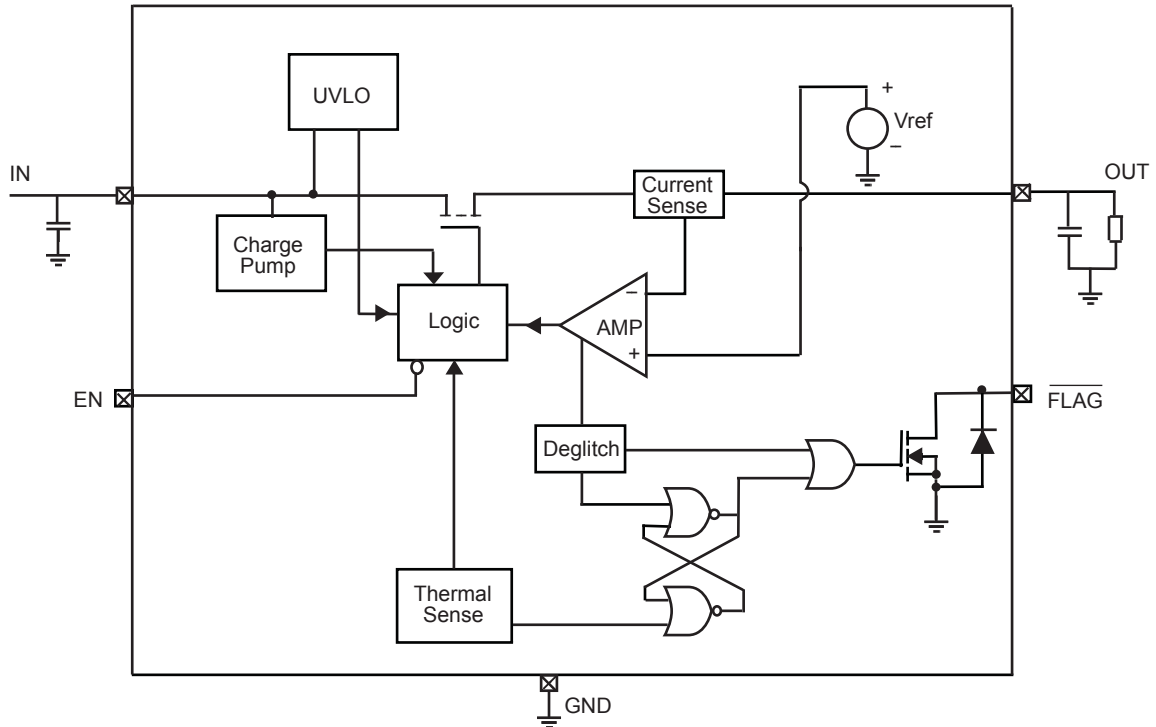 UVLO
+
Vref
–
IN
OUT
Current
Sense
Charge
Pump
–
Logic
AMP
+
EN
FLAG
Deglitch
Thermal
Sense
GND